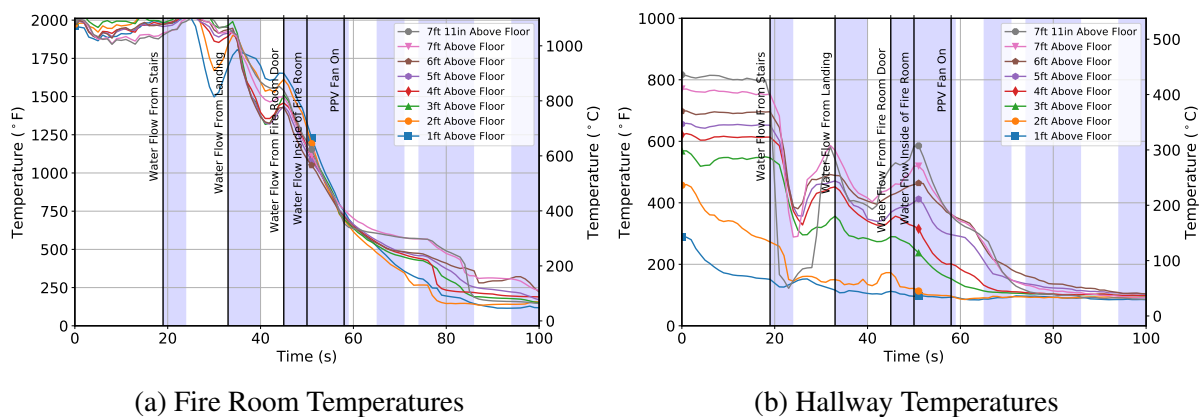 2000
1750
1500
1250
1000
750
500
250
0
Temperature (°F)
1000
800
600
400
200
0
Temperature (°C)
0 20 40 60 80 100
Time (s)
Water Flow From Stairs
Water Flow From Landing
Water Flow From Fire Room Door
Water Flow Inside of Fire Room
PPV Fan On
7ft 11in Above Floor
7ft Above Floor
6ft Above Floor
5ft Above Floor
4ft Above Floor
3ft Above Floor
2ft Above Floor
1ft Above Floor
(a) Fire Room Temperatures
1000
800
600
400
200
0
Temperature (°F)
500
400
300
200
100
0
Temperature (°C)
0 20 40 60 80 100
Time (s)
Water Flow From Stairs
Water Flow From Landing
Water Flow From Fire Room Door
Water Flow Inside of Fire Room
PPV Fan On
7ft 11in Above Floor
7ft Above Floor
6ft Above Floor
5ft Above Floor
4ft Above Floor
3ft Above Floor
2ft Above Floor
1ft Above Floor
(b) Hallway Temperatures